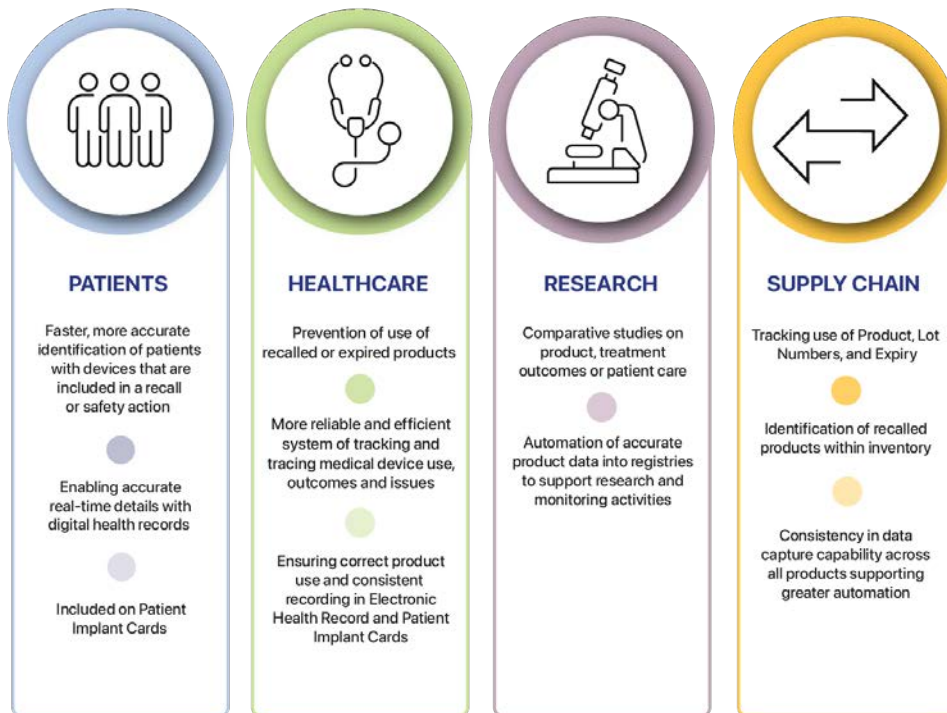 PATIENTS
Faster, more accurate
identification of patients
with devices that are
included in a recall
or safety action
Enabling accurate
real-time details with
digital health records
Included on Patient
Implant Cards
HEALTHCARE
Prevention of use of
recalled or expired products
More reliable and efficient
system of tracking and
tracing medical device use,
outcomes and issues
Ensuring correct product
use and consistent
recording in Electronic
Health Record and Patient
Implant Cards
RESEARCH
Comparative studies on
product, treatment
outcomes or patient care
Automation of accurate
product data into registries
to support research and
monitoring activities
SUPPLY CHAIN
Tracking use of Product, Lot
Numbers, and Expiry
Identification of recalled
products within inventory
Consistency in data
capture capability across
all products supporting
greater automation